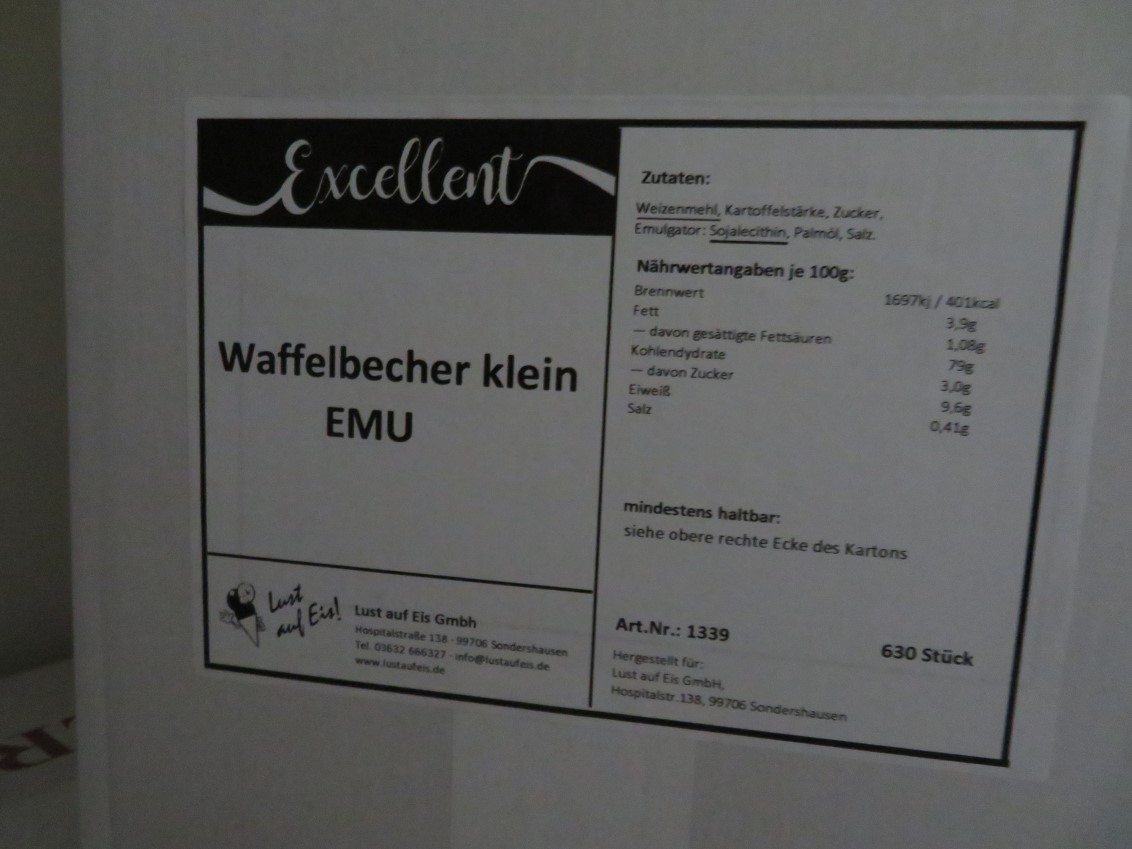 Excellent
Waffelbecher klein
EMU
Lust
auf Eis!
Lust auf Eis Gmbh
Hospitalstraße 138 · 99706 Sondershausen
Tel. 03632 666327 · info@lustaufeis.de
www.lustaufeis.de
Zutaten:
Weizenmehl, Kartoffelstärke, Zucker,
Emulgator: Sojalecithin, Palmöl, Salz.
Nährwertangaben je 100g:
Brennwert 1697kj / 401kcal
Fett 3,9g
— davon gesättigte Fettsäuren 1,08g
Kohlendydrate 79g
— davon Zucker 3,0g
Eiweiß 9,6g
Salz 0,41g
mindestens haltbar:
siehe obere rechte Ecke des Kartons
Art.Nr.: 1339 630 Stück
Hergestellt für:
Lust auf Eis GmbH,
Hospitalstr.138, 99706 Sondershausen